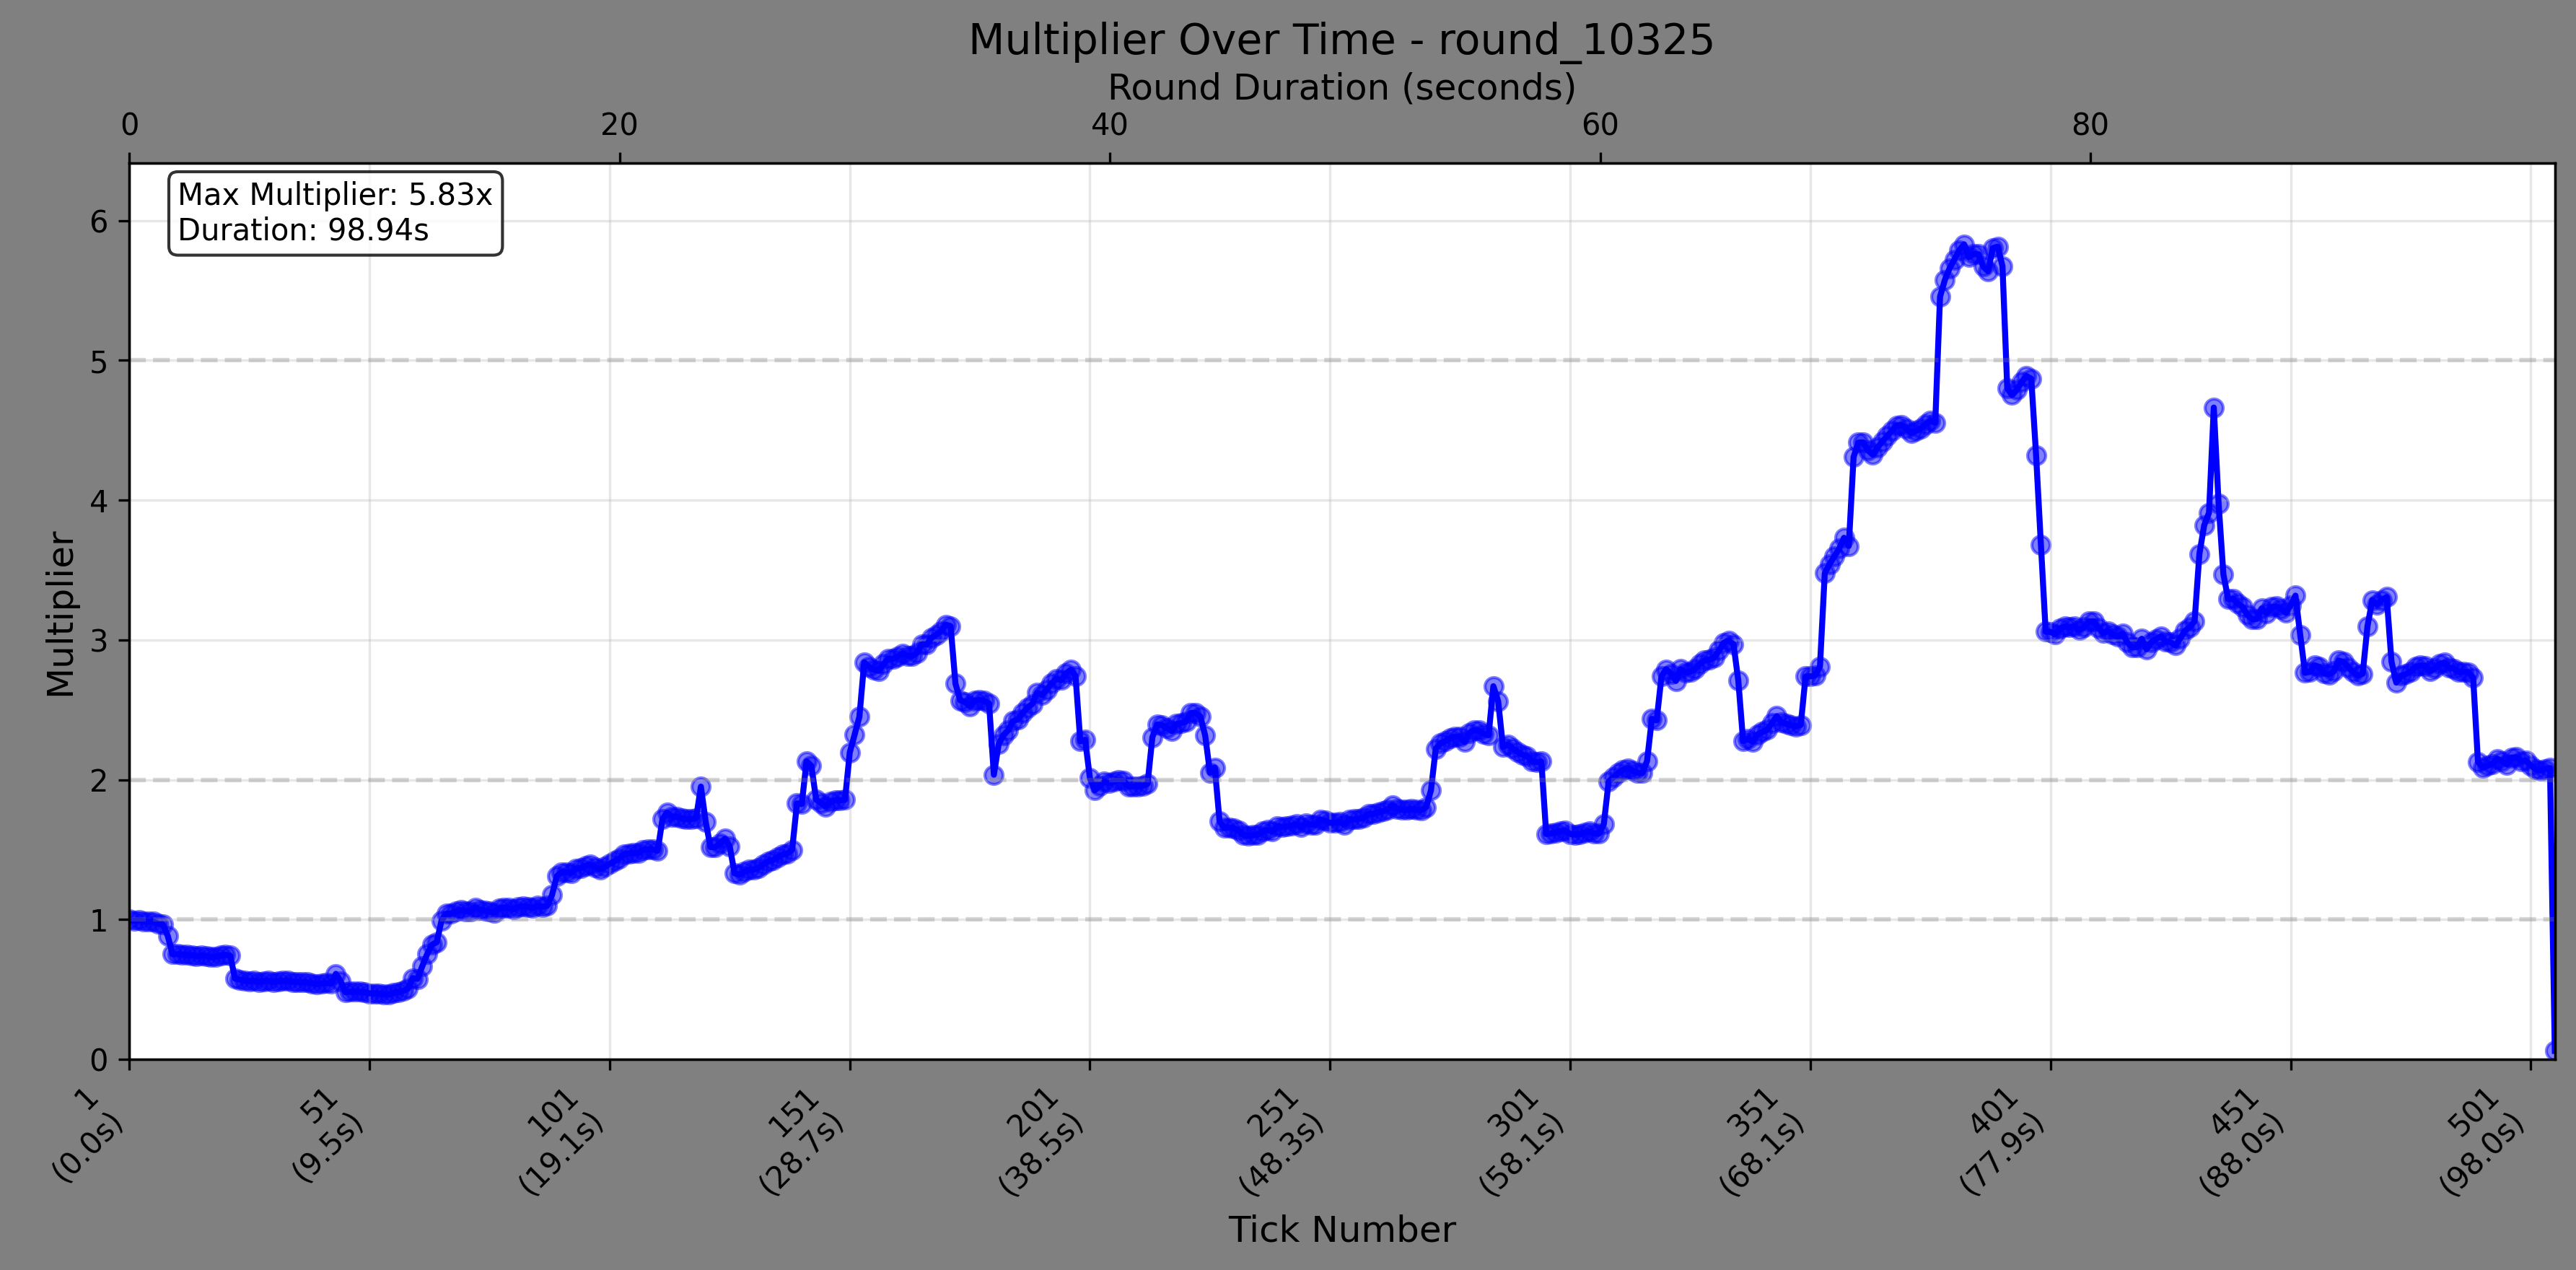 Multiplier Over Time - round_10325
Round Duration (seconds)
0 20 40 60 80
Max Multiplier: 5.83x
Duration: 98.94s
6
5
4
3
2
1
0
Multiplier
1
(0.0s)
51
(9.5s)
101
(19.1s)
151
(28.7s)
201
(38.5s)
251
(48.3s)
301
(58.1s)
351
(68.1s)
401
(77.9s)
451
(88.0s)
501
(98.0s)
Tick Number